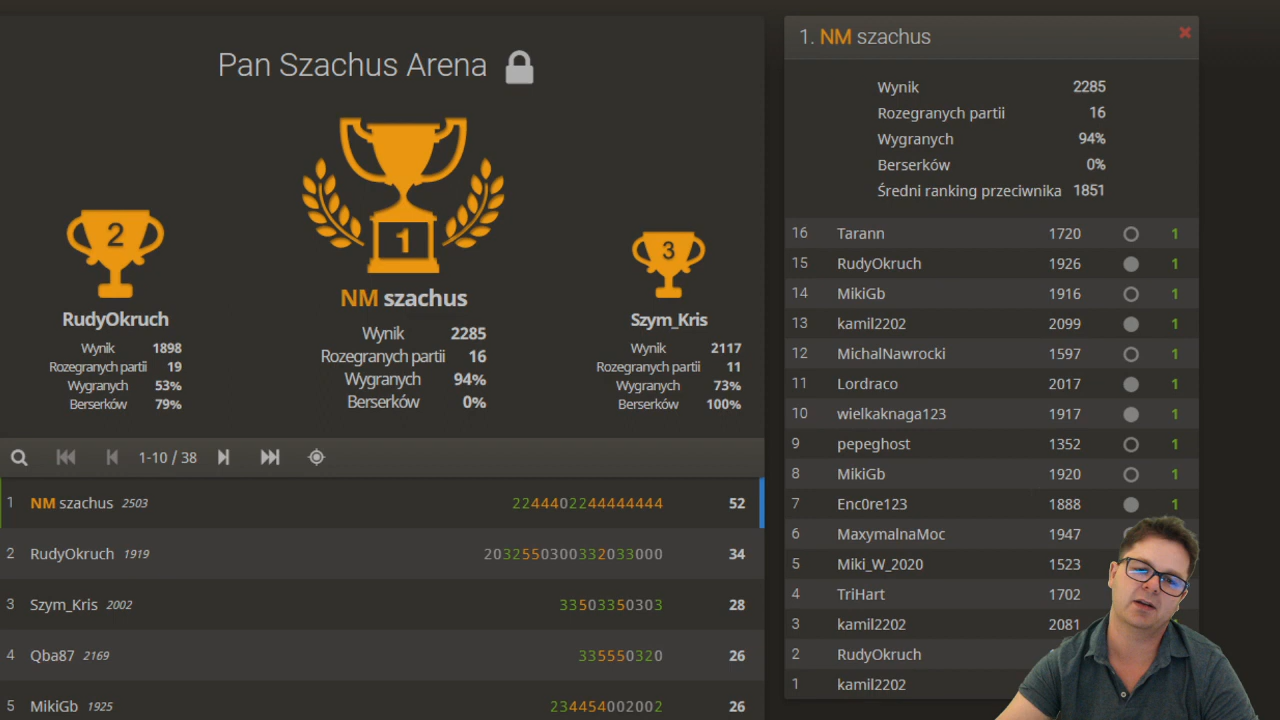 Pan Szachus Arena
1
NM szachus
Wynik 2285
Rozegranych partii 16
Wygranych 94%
Berserków 0%
2
RudyOkruch
Wynik 1898
Rozegranych partii 19
Wygranych 53%
Berserków 79%
3
Szym_Kris
Wynik 2117
Rozegranych partii 11
Wygranych 73%
Berserków 100%
1-10 / 38
1 NM szachus 2503 2244402244444444 52
2 RudyOkruch 1919 2032550300332033000 34
3 Szym_Kris 2002 33503350303 28
4 Qba87 2169 335550320 26
5 MikiGb 1925 234454002002 26
1. NM szachus
Wynik 2285
Rozegranych partii 16
Wygranych 94%
Berserków 0%
Średni ranking przeciwnika 1851
16 Tarann 1720 1
15 RudyOkruch 1926 1
14 MikiGb 1916 1
13 kamil2202 2099 1
12 MichalNawrocki 1597 1
11 Lordraco 2017 1
10 wielkaknaga123 1917 1
9 pepeghost 1352 1
8 MikiGb 1920 1
7 Enc0re123 1888 1
6 MaxymalnaMoc 1947
5 Miki_W_2020 1523
4 TriHart 1702
3 kamil2202 2081
2 RudyOkruch
1 kamil2202